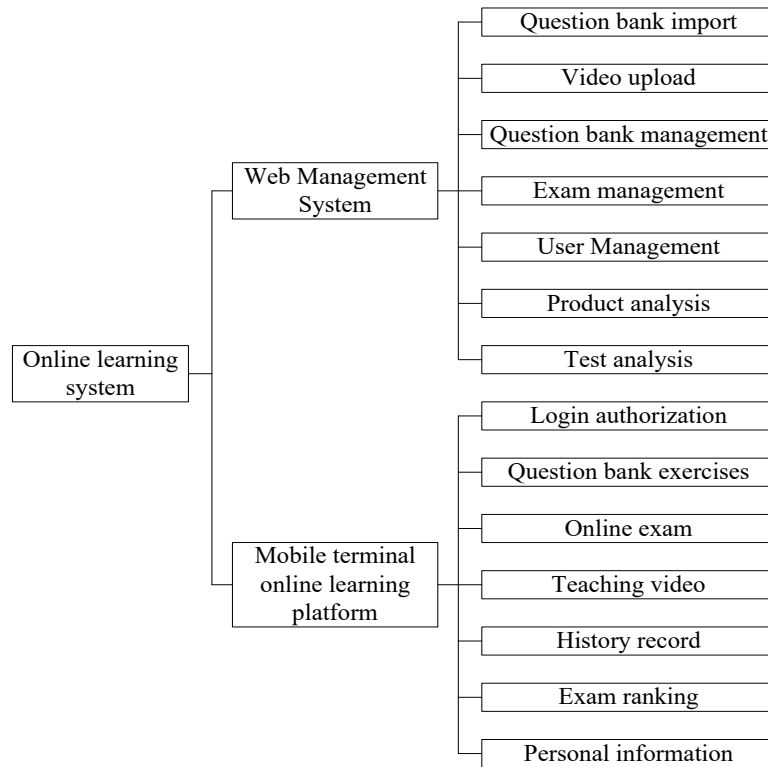 Question bank import
Video upload
Question bank management
Web Management
System
Exam management
User Management
Product analysis
Online learning
system
Test analysis
Login authorization
Question bank exercises
Online exam
Mobile terminal
online learning
platform
Teaching video
History record
Exam ranking
Personal information